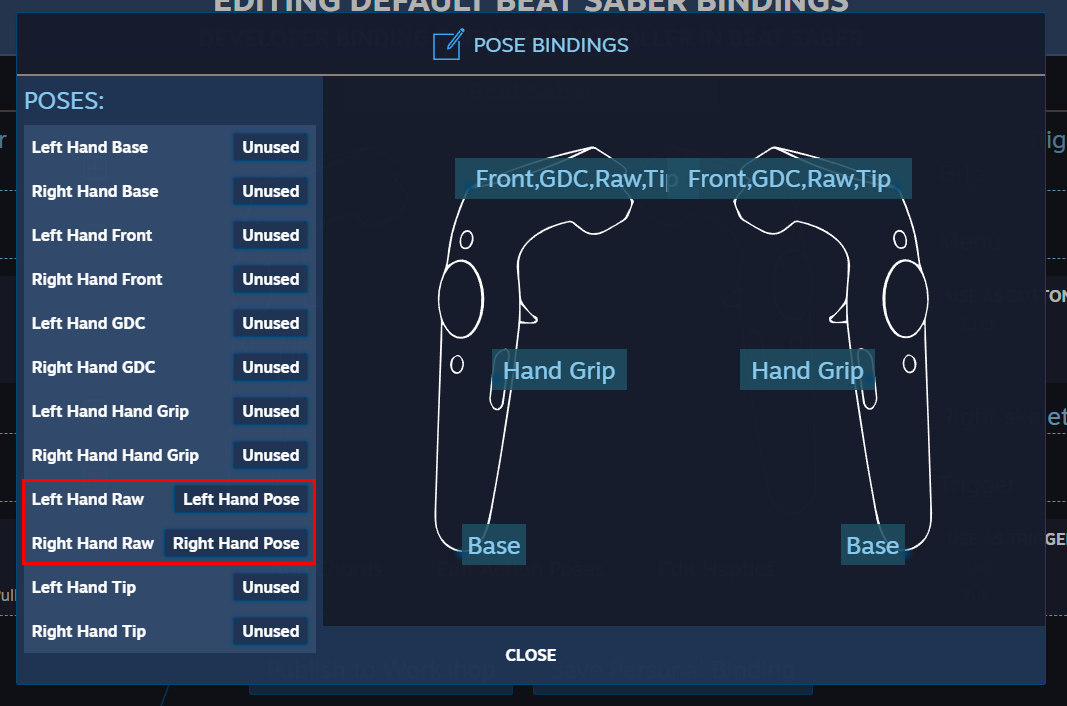 EDITING DEFAULT BEAT SABER BINDINGS
POSE BINDINGS
POSES:
Left Hand Base Unused
Right Hand Base Unused
Left Hand Front Unused
Right Hand Front Unused
Left Hand GDC Unused
Right Hand GDC Unused
Left Hand Hand Grip Unused
Right Hand Hand Grip Unused
Left Hand Raw Left Hand Pose
Right Hand Raw Right Hand Pose
Left Hand Tip Unused
Right Hand Tip Unused
Front,GDC,Raw,Tip Front,GDC,Raw,Tip
Hand Grip Hand Grip
Base Base
CLOSE